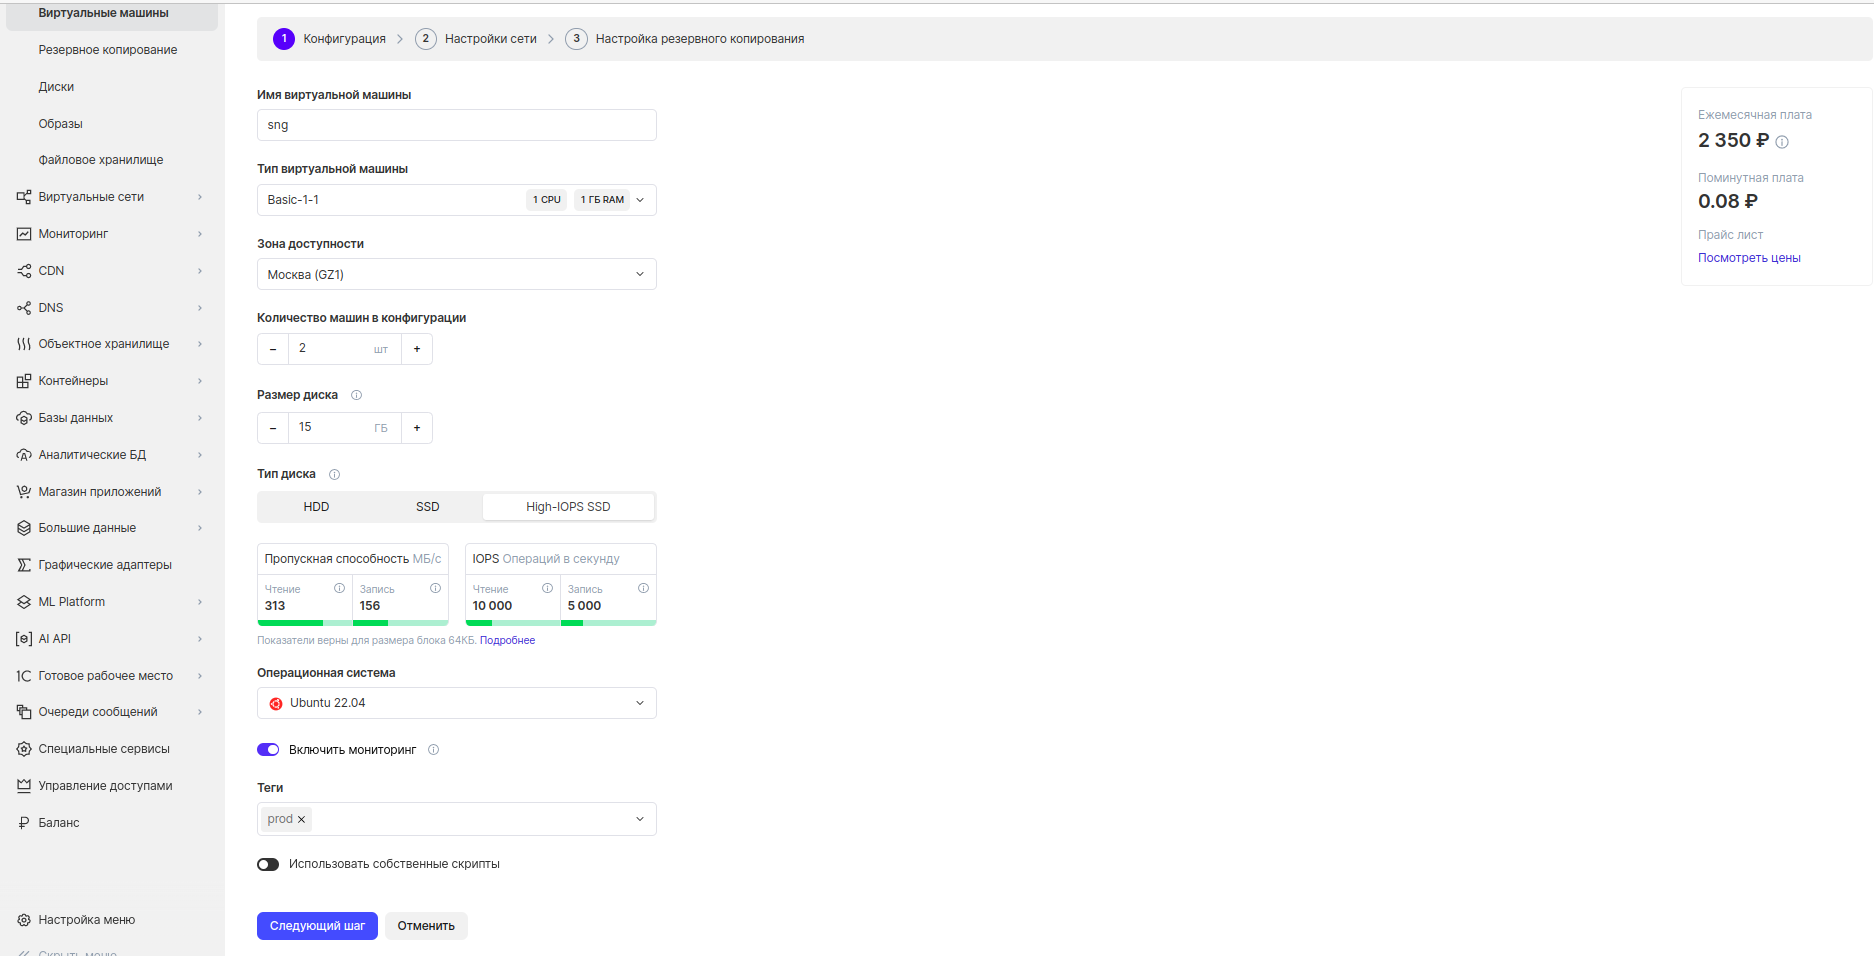 Виртуальные машины
Резервное копирование
Диски
Образы
Файловое хранилище
Виртуальные сети
Мониторинг
CDN
DNS
Объектное хранилище
Контейнеры
Базы данных
Аналитические БД
Магазин приложений
Большие данные
Графические адаптеры
ML Platform
AI API
1C Готовое рабочее место
Очереди сообщений
Специальные сервисы
Управление доступами
Баланс
Настройка меню
Скрыть меню
1 Конфигурация 2 Настройки сети 3 Настройка резервного копирования
Имя виртуальной машины
sng
Тип виртуальной машины
Basic-1-1 1 CPU 1 ГБ RAM
Зона доступности
Москва (GZ1)
Количество машин в конфигурации
– 2 шт +
Размер диска
– 15 ГБ +
Тип диска
HDD SSD High-IOPS SSD
Пропускная способность МБ/с
Чтение Запись
313 156
IOPS Операций в секунду
Чтение Запись
10 000 5 000
Показатели верны для размера блока 64КБ. Подробнее
Операционная система
Ubuntu 22.04
Включить мониторинг
Теги
prod ×
Использовать собственные скрипты
Следующий шаг Отменить
Ежемесячная плата
2 350 ₽
Поминутная плата
0.08 ₽
Прайс лист
Посмотреть цены